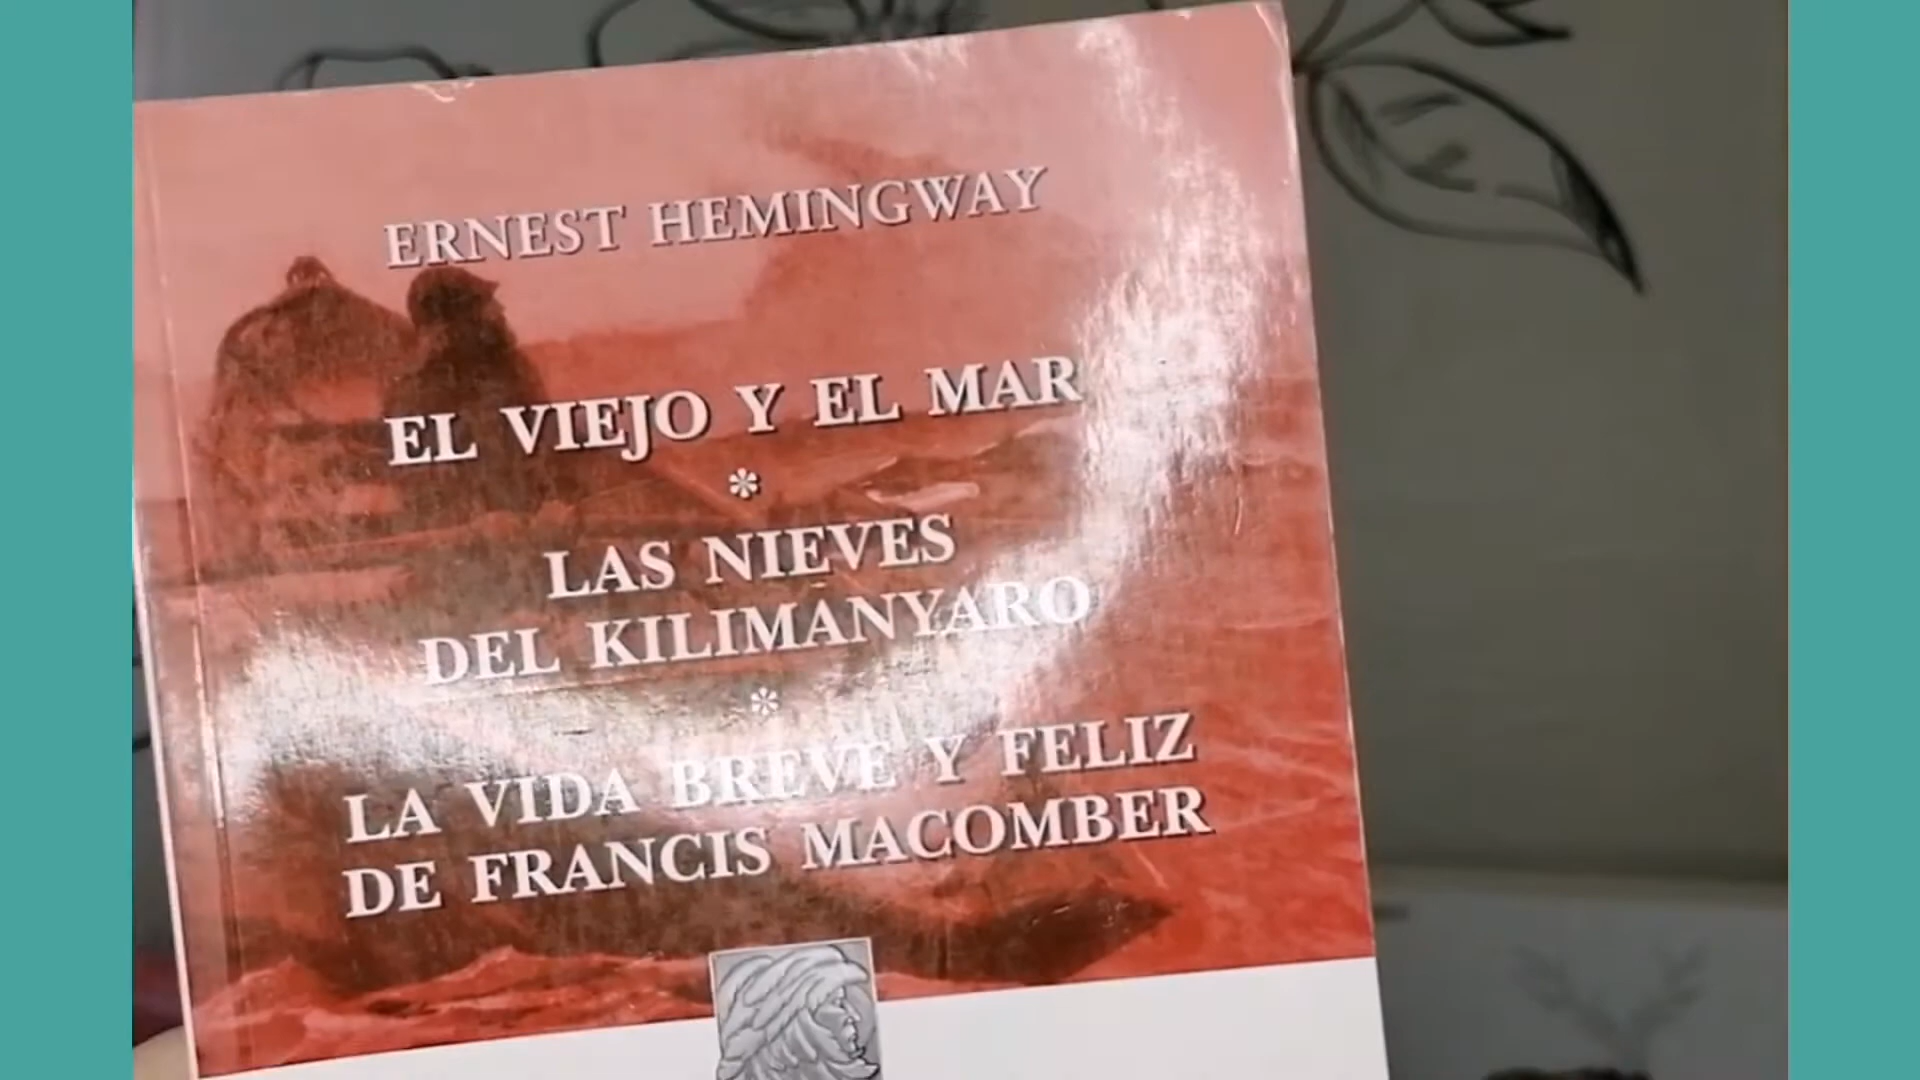 ERNEST HEMINGWAY
EL VIEJO Y EL MAR
*
LAS NIEVES
DEL KILIMANYARO
*
LA VIDA BREVE Y FELIZ
DE FRANCIS MACOMBER